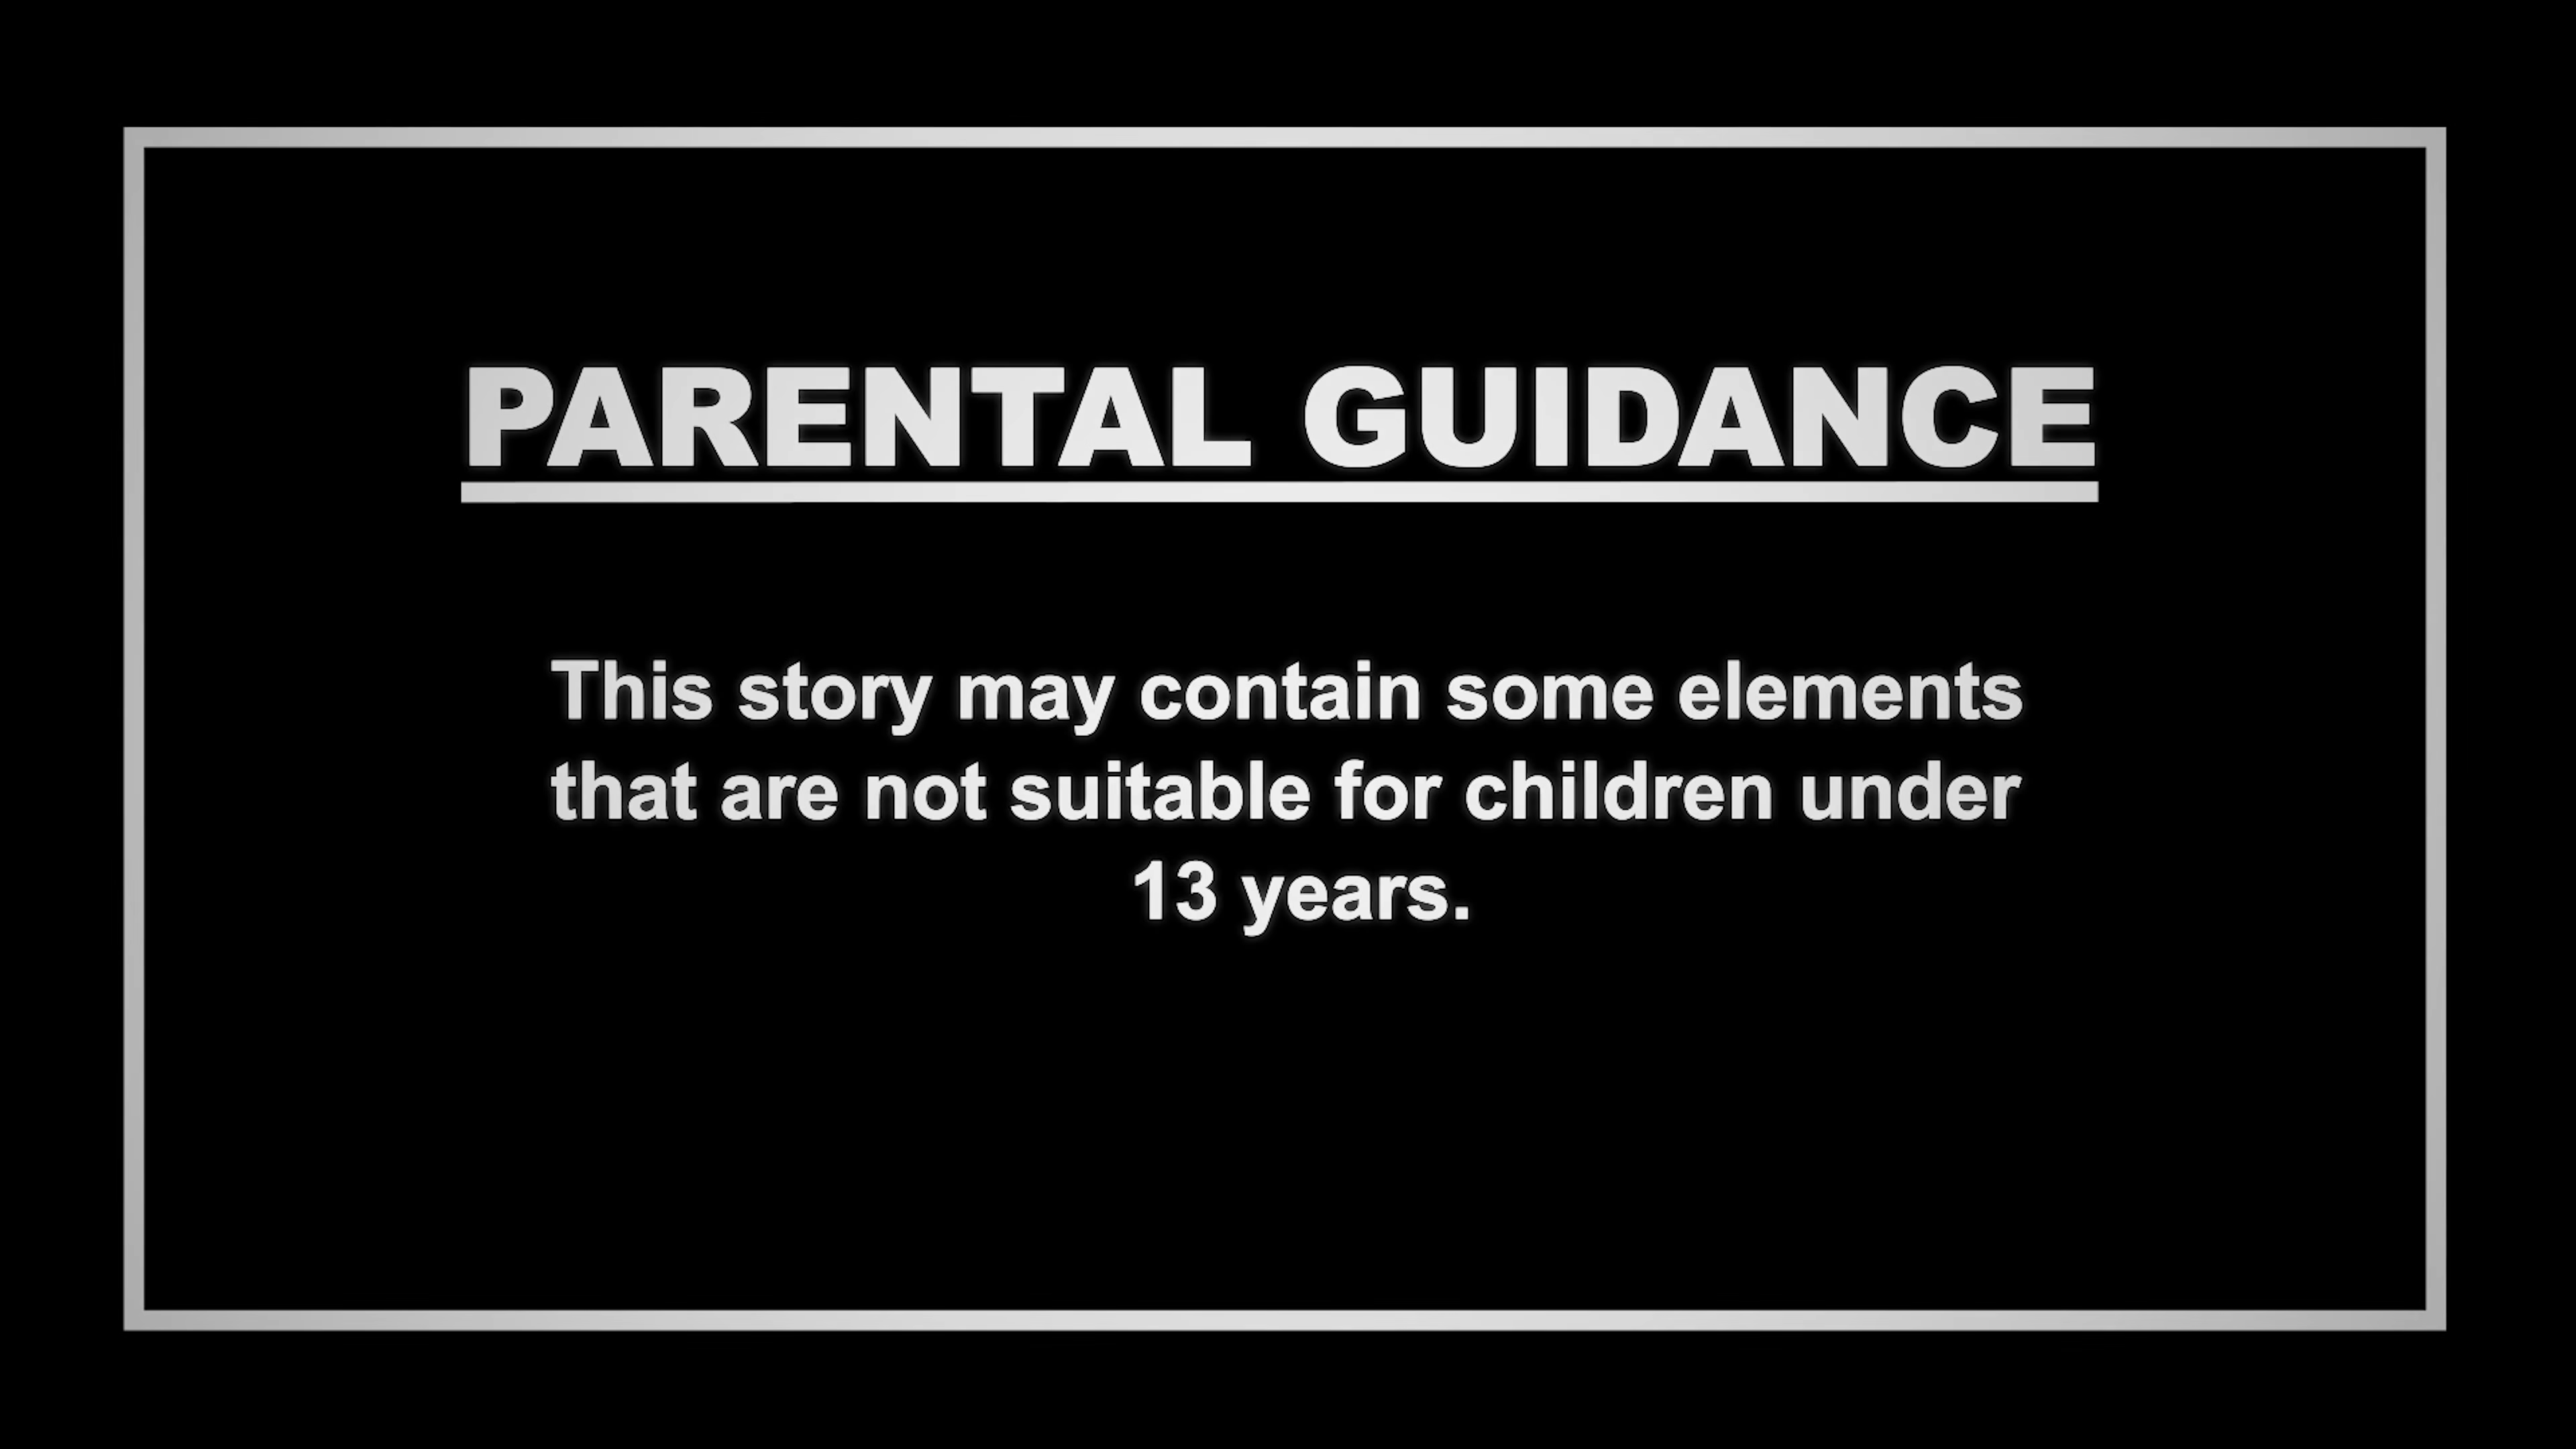 PARENTAL GUIDANCE
This story may contain some elements
that are not suitable for children under
13 years.